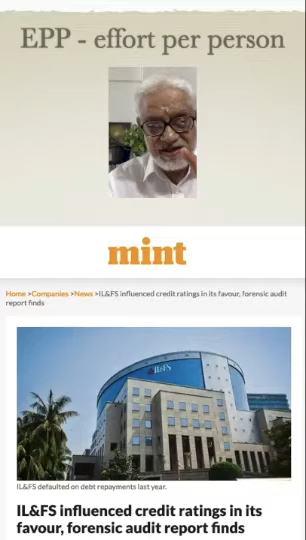 EPP - effort per person
mint
Home >Companies >News >IL&FS influenced credit ratings in its favour, forensic audit
report finds
IL&FS
IL&FS defaulted on debt repayments last year.
IL&FS influenced credit ratings in its
favour, forensic audit report finds